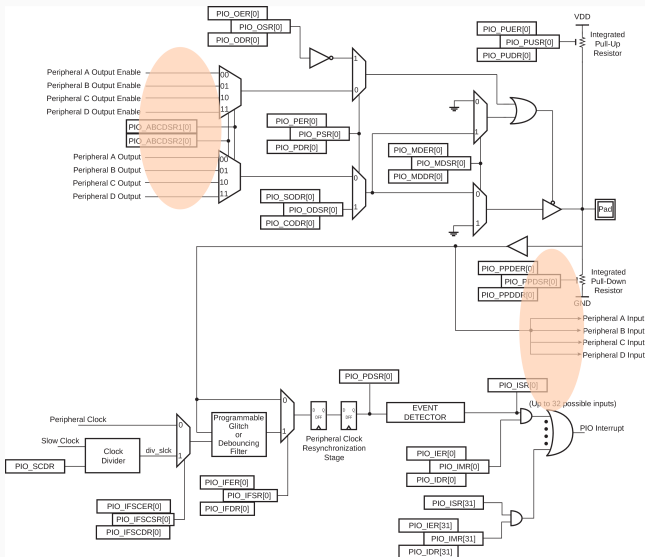 PIO_OER[0]
PIO_OSR[0]
PIO_ODR[0]
1
0
PIO_PUER[0]
PIO_PUSR[0]
PIO_PUDR[0]
VDD
Integrated
Pull-Up
Resistor
Peripheral A Output Enable
Peripheral B Output Enable
Peripheral C Output Enable
Peripheral D Output Enable
00
01
10
11
PIO_ABCDSR1[0]
PIO_ABCDSR2[0]
Peripheral A Output
Peripheral B Output
Peripheral C Output
Peripheral D Output
00
01
10
11
PIO_PER[0]
PIO_PSR[0]
PIO_PDR[0]
0
1
PIO_MDER[0]
PIO_MDSR[0]
PIO_MDDR[0]
0
1
PIO_SODR[0]
PIO_ODSR[0]
PIO_CODR[0]
0
1
Pad
PIO_PPDER[0]
PIO_PPDSR[0]
PIO_PPDDR[0]
Integrated
Pull-Down
Resistor
GND
Peripheral A Input
Peripheral B Input
Peripheral C Input
Peripheral D Input
PIO_PDSR[0]
PIO_ISR[0]
(Up to 32 possible inputs)
EVENT
DETECTOR
PIO Interrupt
Peripheral Clock
0
Slow Clock
Clock
Divider
div_slck
1
PIO_SCDR
Programmable
Glitch
or
Debouncing
Filter
0
1
D Q
DFF
D Q
DFF
Peripheral Clock
Resynchronization
Stage
PIO_IER[0]
PIO_IMR[0]
PIO_IDR[0]
PIO_IFER[0]
PIO_IFSR[0]
PIO_IFDR[0]
PIO_IFSCER[0]
PIO_IFSCSR[0]
PIO_IFSCDR[0]
PIO_ISR[31]
PIO_IER[31]
PIO_IMR[31]
PIO_IDR[31]